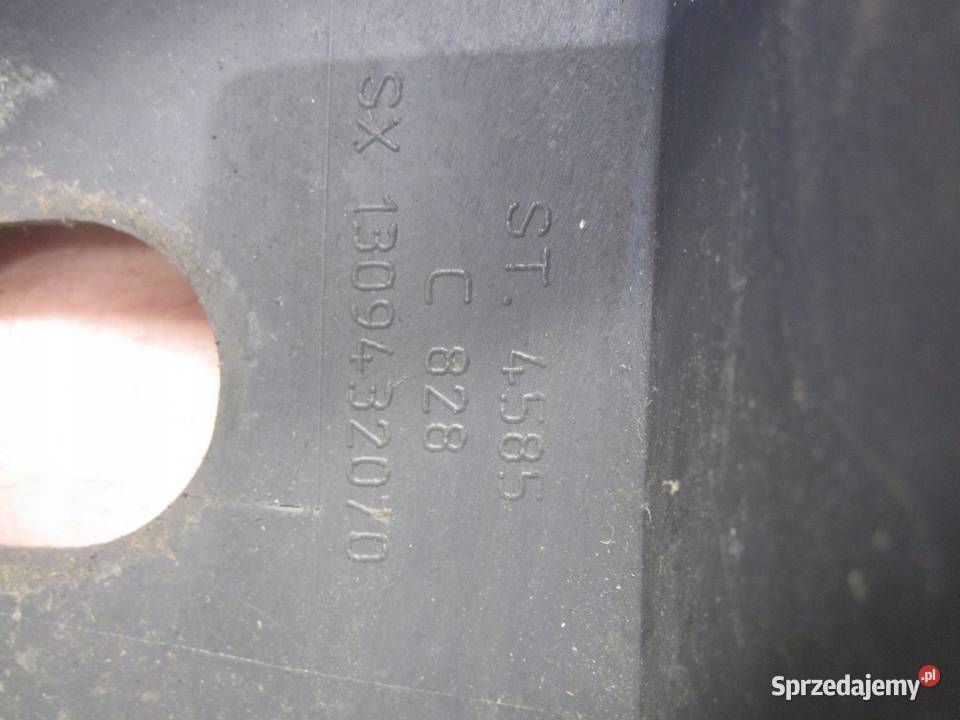 ST. 4585
C 828
SX 1309432070
Sprzedajemy.pl